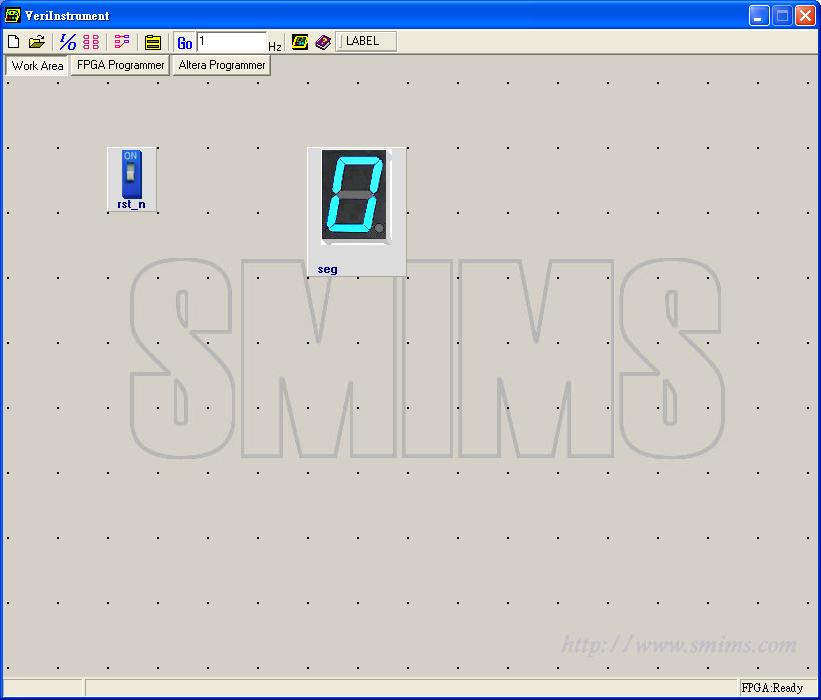 VeriInstrument
I/O Go 1 Hz LABEL
Work Area FPGA Programmer Altera Programmer
ON
rst_n
0
seg
SMIMS
http://www.smims.com
FPGA:Ready